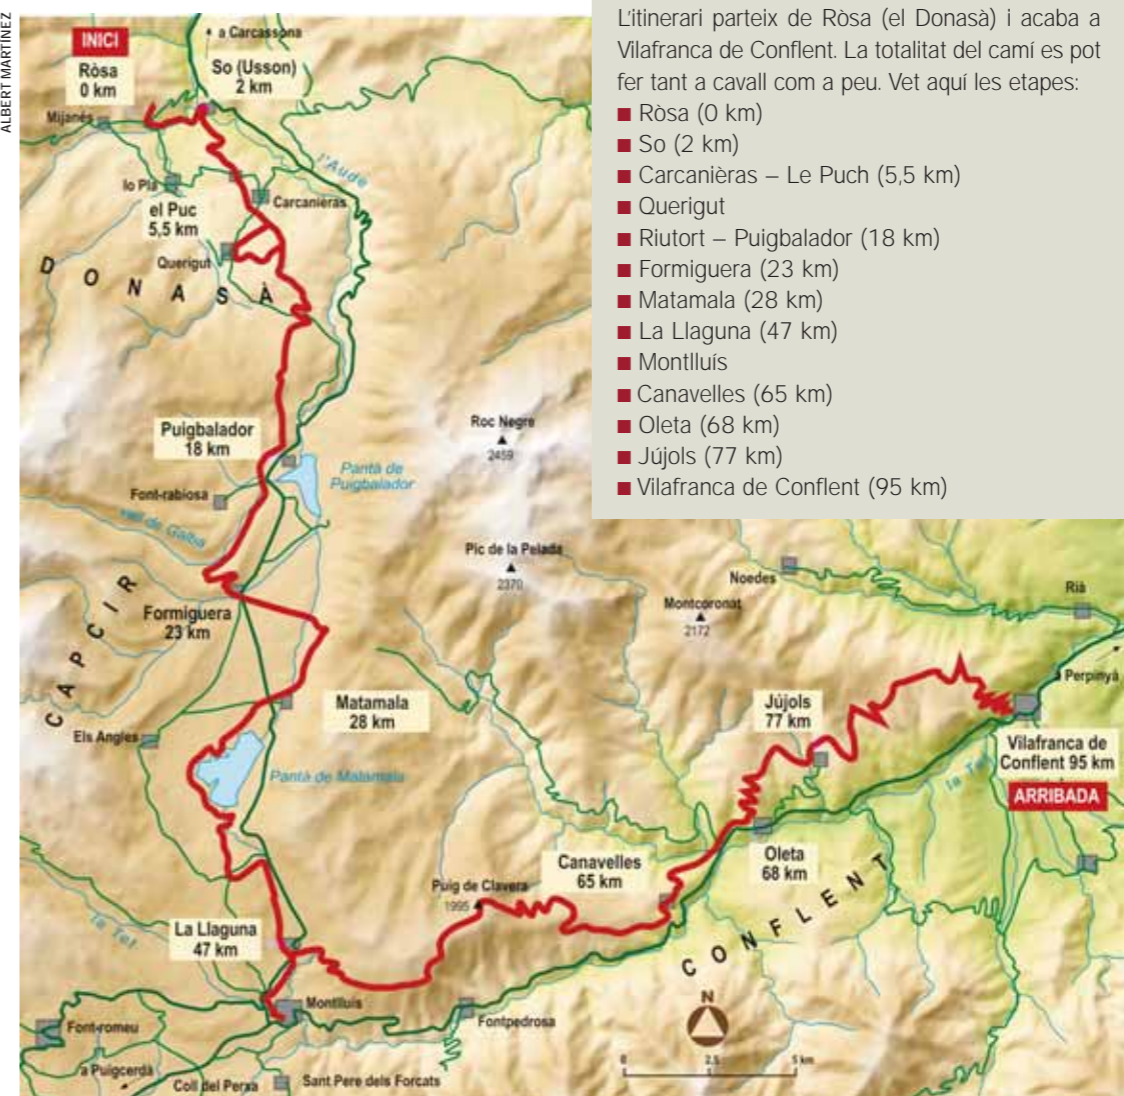 ALBERT MARTÍNEZ
L'itinerari parteix de Ròsa (el Donasà) i acaba a
Vilafranca de Conflent. La totalitat del camí es pot
fer tant a cavall com a peu. Vet aquí les etapes:
Ròsa (0 km)
So (2 km)
Carcanièras – Le Puch (5,5 km)
Querigut
Riutort – Puigbalador (18 km)
Formiguera (23 km)
Matamala (28 km)
La Llaguna (47 km)
Montlluís
Canavelles (65 km)
Oleta (68 km)
Jújols (77 km)
Vilafranca de Conflent (95 km)
INICI
Ròsa
0 km
a Carcassona
So (Usson)
2 km
Mijanés
l'Aude
lo Pla
Carcanièras
el Puc
5,5 km
Querigut
DONASÀ
Puigbalador
18 km
Roc Negre
2459
Pantà de
Puigbalador
Font-rabiosa
vall de Galba
Pic de la Pelada
2370
Noedes
Rià
Montcoronat
2172
CAPCIR
Formiguera
23 km
a Perpinyà
Matamala
28 km
Jújols
77 km
Els Angles
Pantà de Matamala
Vilafranca de
Conflent 95 km
la Tet
ARRIBADA
Oleta
68 km
Canavelles
65 km
Puig de Clavera
1995
CONFLENT
la Tet
La Llaguna
47 km
Montlluís
Fontpedrosa
N
Font-romeu
a Puigcerdà
Coll del Perxa
Sant Pere dels Forcats
0
2,5
5 km